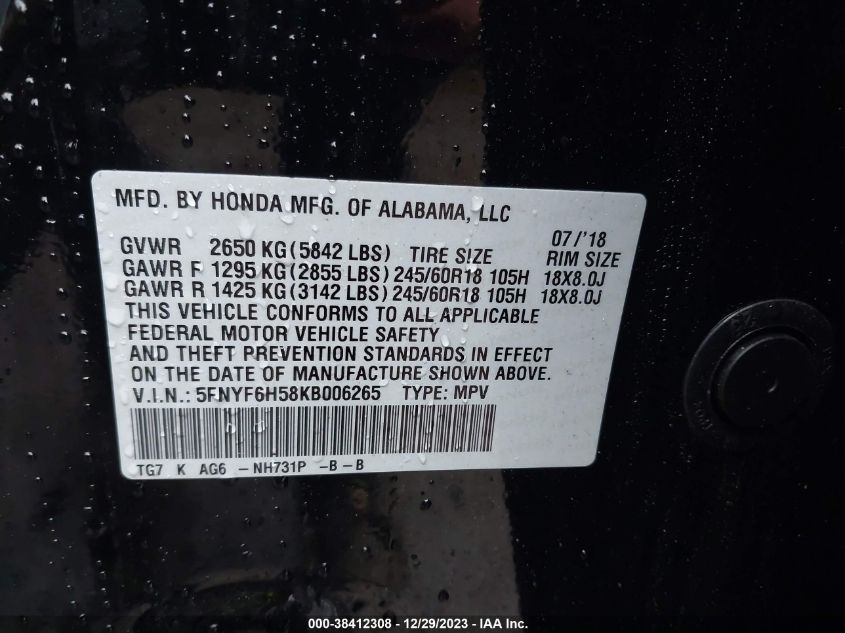 MFD. BY HONDA MFG. OF ALABAMA, LLC
07/'18
GVWR 2650 KG (5842 LBS) TIRE SIZE RIM SIZE
GAWR F 1295 KG (2855 LBS) 245/60R18 105H 18X8.0J
GAWR R 1425 KG (3142 LBS) 245/60R18 105H 18X8.0J
THIS VEHICLE CONFORMS TO ALL APPLICABLE
FEDERAL MOTOR VEHICLE SAFETY
AND THEFT PREVENTION STANDARDS IN EFFECT
ON THE DATE OF MANUFACTURE SHOWN ABOVE.
V.I.N.: 5FNYF6H58KB006265 TYPE: MPV
TG7 K AG6 - NH731P - B - B
000-38412308 - 12/29/2023 - IAA Inc.